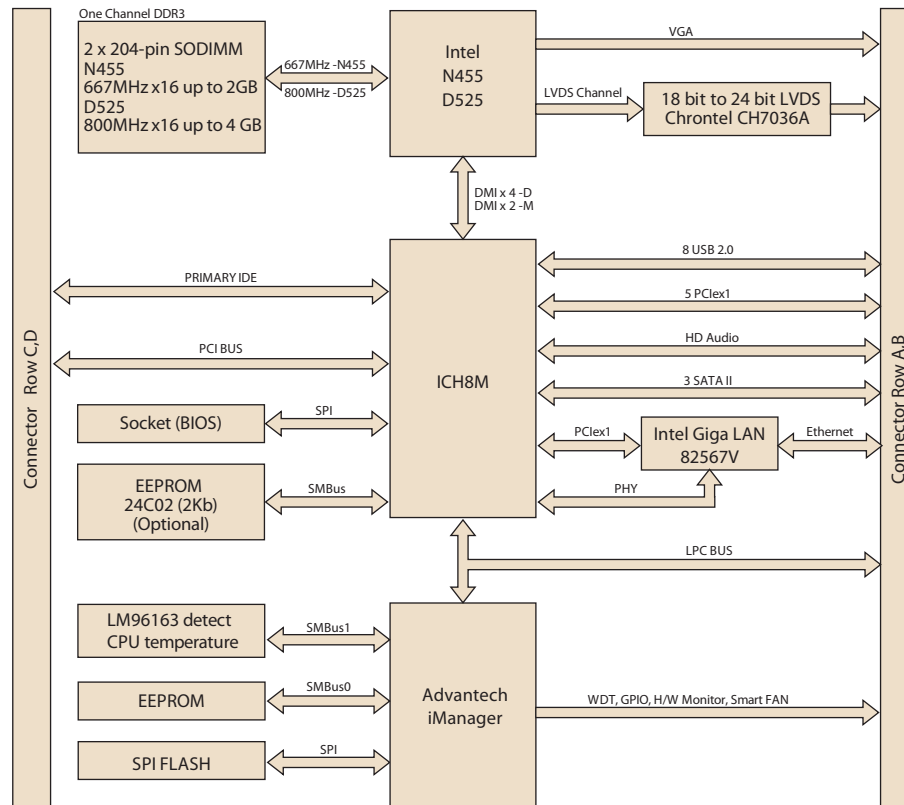 One Channel DDR3
2 x 204-pin SODIMM
N455
667MHz x16 up to 2GB
D525
800MHz x16 up to 4 GB
667MHz -N455
800MHz -D525
Intel
N455
D525
VGA
LVDS Channel
18 bit to 24 bit LVDS
Chrontel CH7036A
DMI x 4 -D
DMI x 2 -M
Connector Row C,D
PRIMARY IDE
PCI BUS
ICH8M
8 USB 2.0
5 PCIex1
HD Audio
3 SATA II
Connector Row A,B
Socket (BIOS)
SPI
PCIex1
Intel Giga LAN
82567V
Ethernet
EEPROM
24C02 (2Kb)
(Optional)
SMBus
PHY
LPC BUS
LM96163 detect
CPU temperature
SMBus1
EEPROM
SMBus0
Advantech
iManager
WDT, GPIO, H/W Monitor, Smart FAN
SPI FLASH
SPI